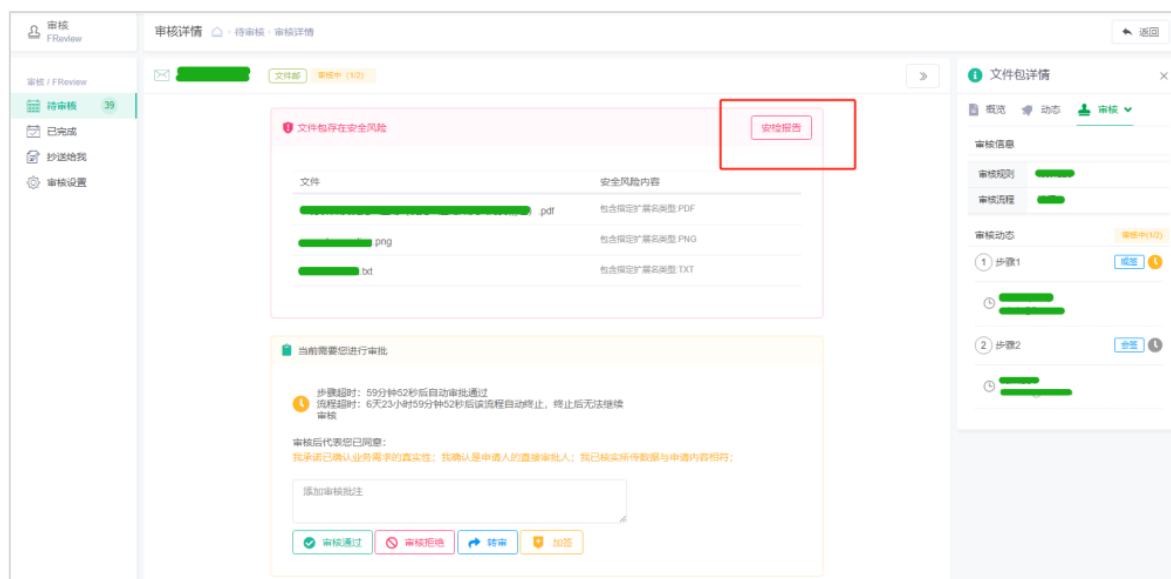 审核
FReview
审核详情 · 待审核 · 审核详情
返回
审核 / FReview
待审核 39
已完成
抄送给我
审核设置
文件邮 审核中 (1/2)
文件包存在安全风险
安检报告
文件 安全风险内容
.pdf 包含指定扩展名类型:PDF
.png 包含指定扩展名类型:PNG
.txt 包含指定扩展名类型:TXT
当前需要您进行审批
步骤超时：59分钟52秒后自动审批通过
流程超时：6天23小时59分钟52秒后该流程自动终止，终止后无法继续
审核
审核后代表您已同意：
我承诺已确认业务需求的真实性；我确认是申请人的直接审批人；我已核实所传数据与申请内容相符；
添加审核批注
审核通过 审核拒绝 转审 加签
文件包详情
概览 动态 审核
审核信息
审核规则
审核流程
审核动态 审核中(1/2)
1 步骤1 或签
2 步骤2 会签